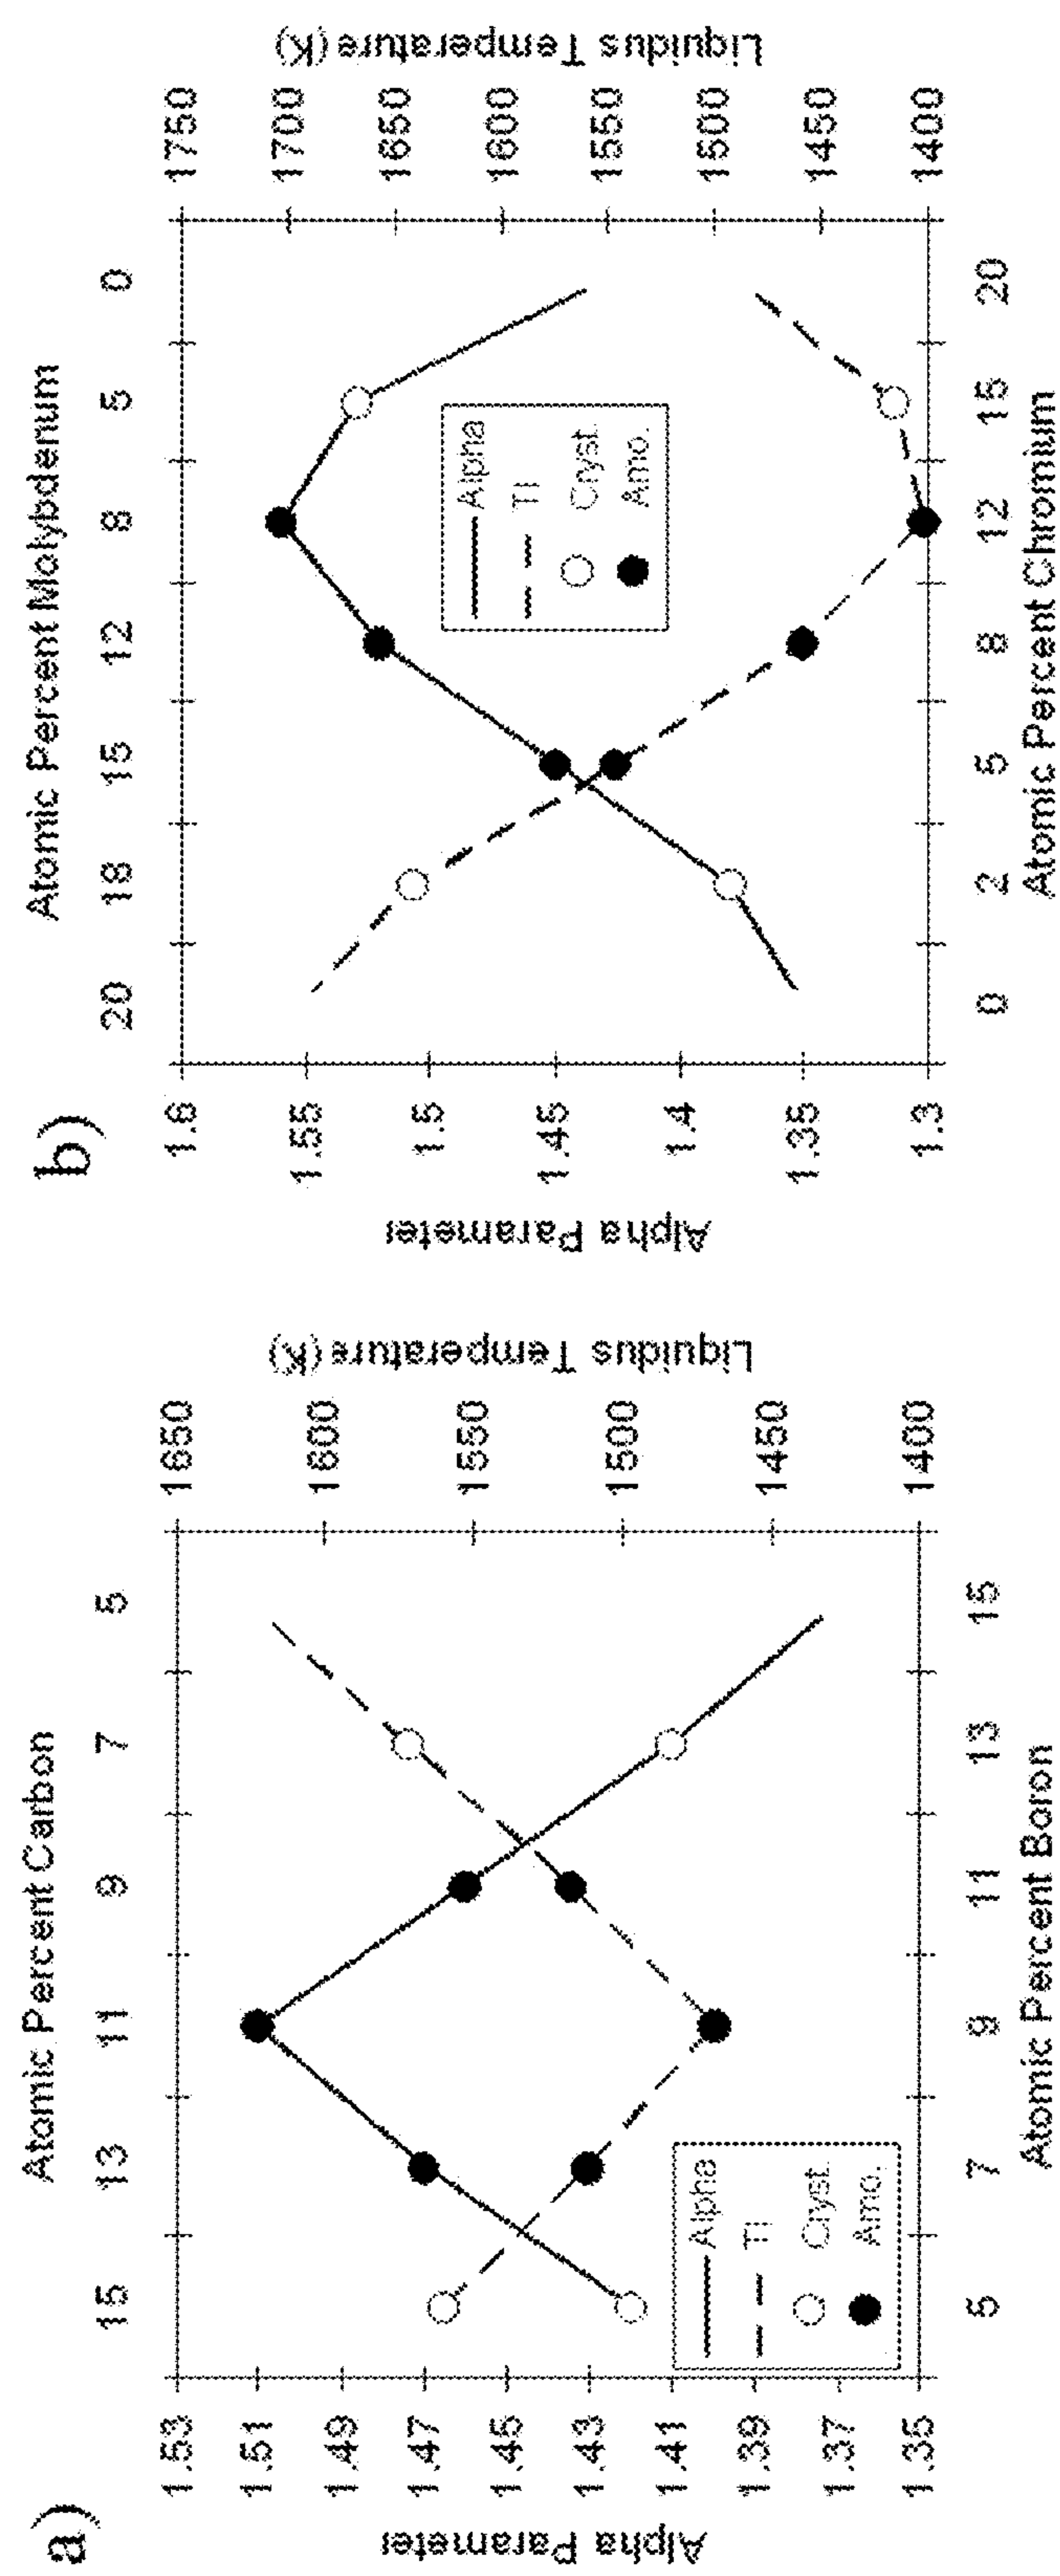 a)
Atomic Percent Carbon
15 13 11 9 7 5
Alpha Parameter
1.53
1.51
1.49
1.47
1.45
1.43
1.41
1.39
1.37
1.35
Liquidus Temperature (K)
1650
1600
1550
1500
1450
1400
Alpha
Tl
Cryst.
Amo.
5 7 9 11 13 15
Atomic Percent Boron
b)
Atomic Percent Molybdenum
20 18 15 12 8 5 0
Alpha Parameter
1.6
1.55
1.5
1.45
1.4
1.35
1.3
Liquidus Temperature (K)
1750
1700
1650
1600
1550
1500
1450
1400
Alpha
Tl
Cryst.
Amo.
0 2 5 8 12 15 20
Atomic Percent Chromium